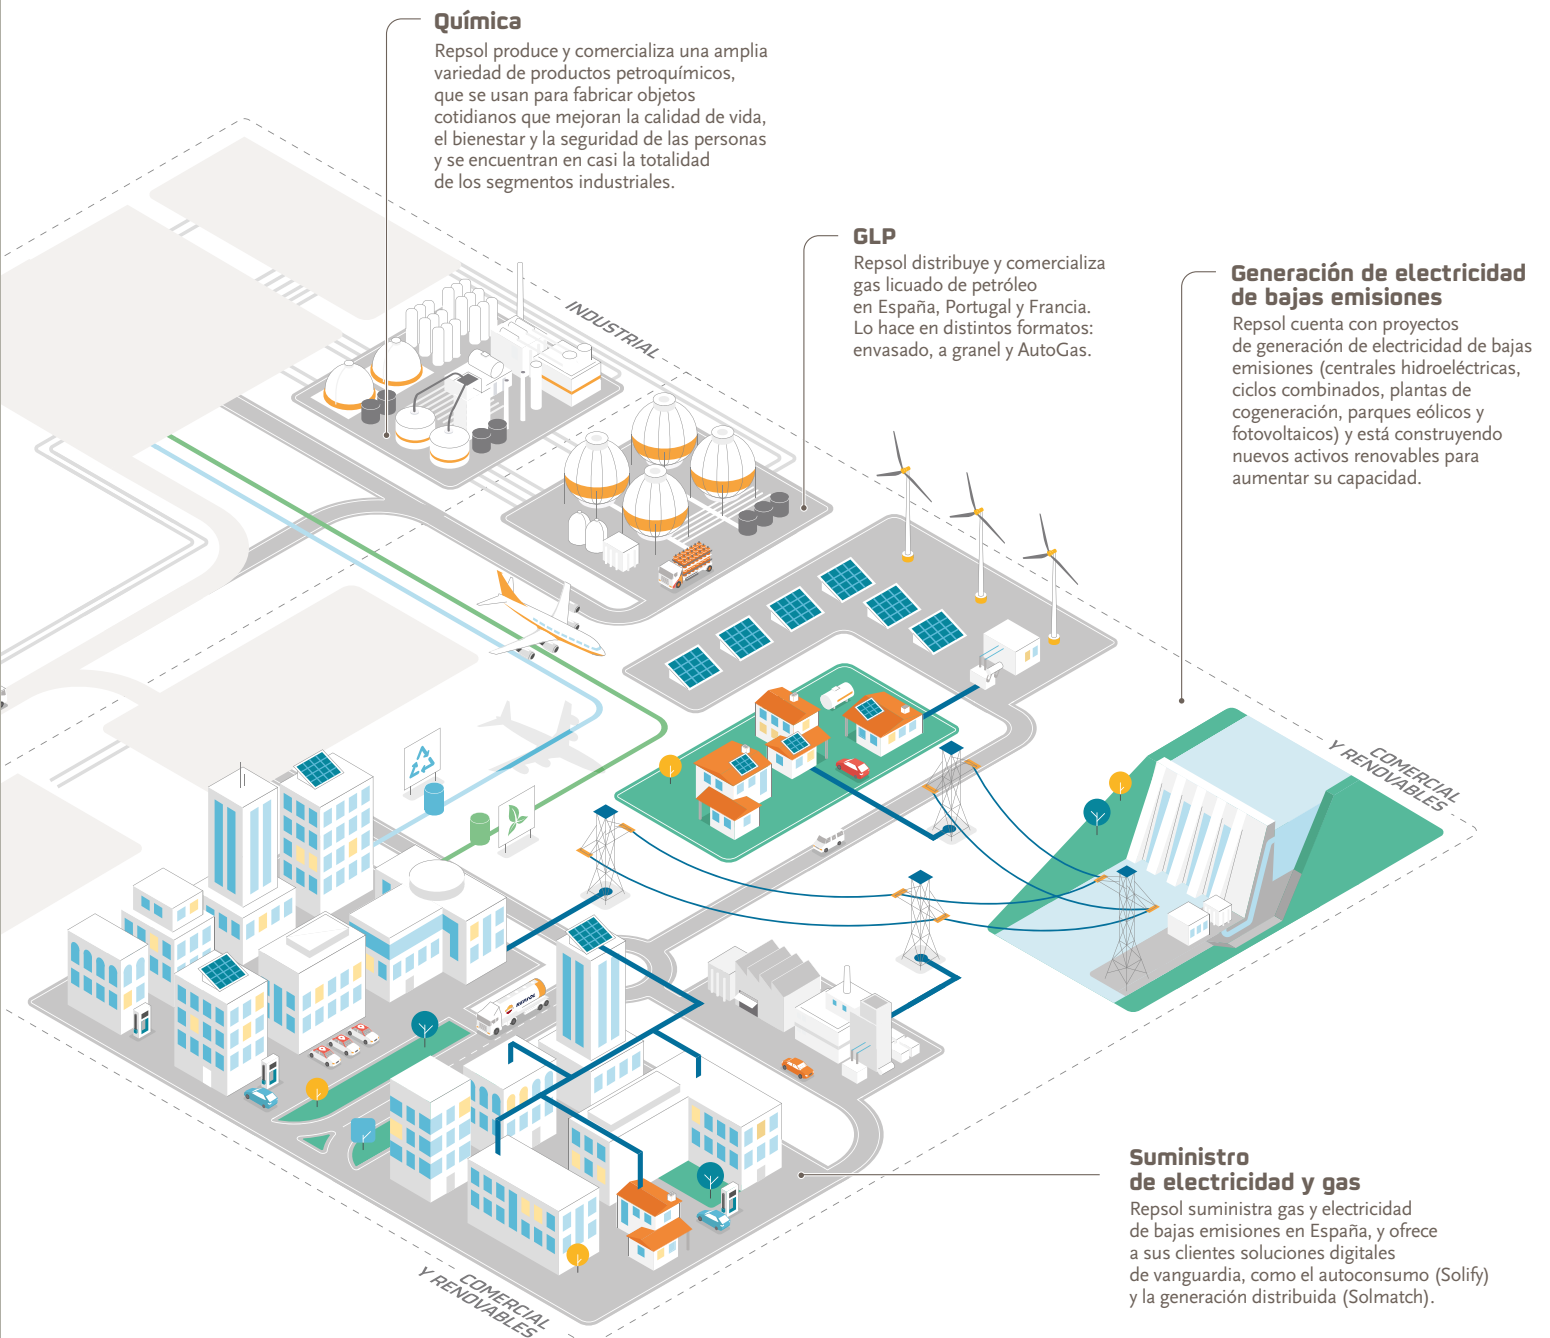 Química
Repsol produce y comercializa una amplia
variedad de productos petroquímicos,
que se usan para fabricar objetos
cotidianos que mejoran la calidad de vida,
el bienestar y la seguridad de las personas
y se encuentran en casi la totalidad
de los segmentos industriales.
GLP
Repsol distribuye y comercializa
gas licuado de petróleo
en España, Portugal y Francia.
Lo hace en distintos formatos:
envasado, a granel y AutoGas.
Generación de electricidad
de bajas emisiones
Repsol cuenta con proyectos
de generación de electricidad de bajas
emisiones (centrales hidroeléctricas,
ciclos combinados, plantas de
cogeneración, parques eólicos y
fotovoltaicos) y está construyendo
nuevos activos renovables para
aumentar su capacidad.
INDUSTRIAL
COMERCIAL
Y RENOVABLES
REPSOL
Suministro
de electricidad y gas
Repsol suministra gas y electricidad
de bajas emisiones en España, y ofrece
a sus clientes soluciones digitales
de vanguardia, como el autoconsumo (Solify)
y la generación distribuida (Solmatch).
COMERCIAL
Y RENOVABLES